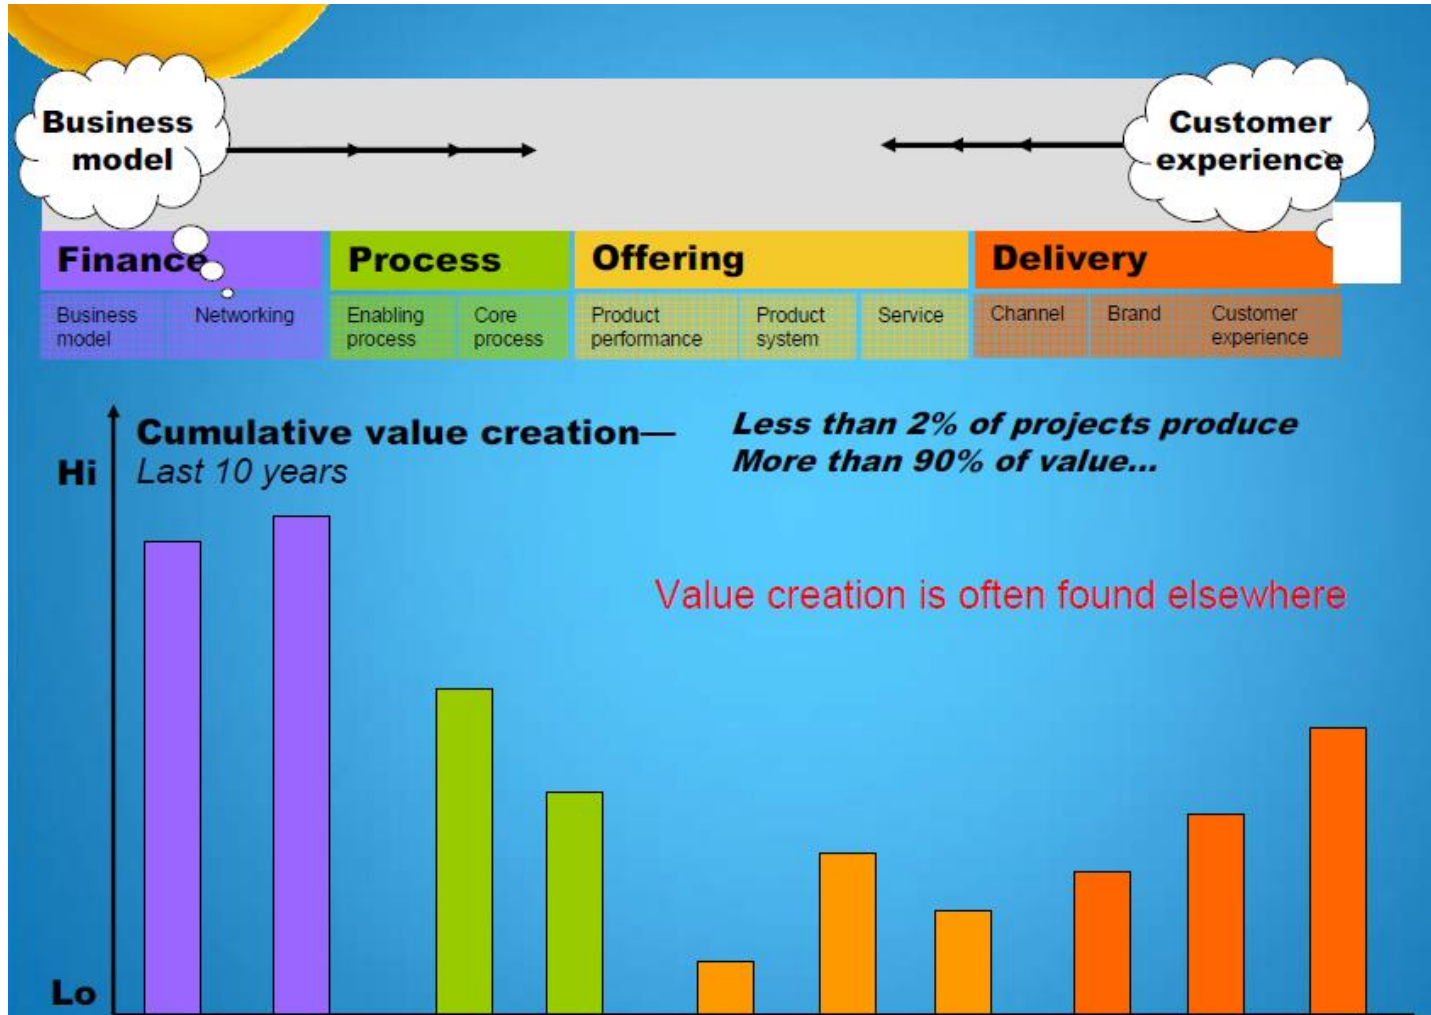 Business
model
Customer
experience
Finance
Process
Offering
Delivery
Business
model
Networking
Enabling
process
Core
process
Product
performance
Product
system
Service
Channel
Brand
Customer
experience
Cumulative value creation—
Last 10 years
Less than 2% of projects produce
More than 90% of value...
Hi
Value creation is often found elsewhere
Lo